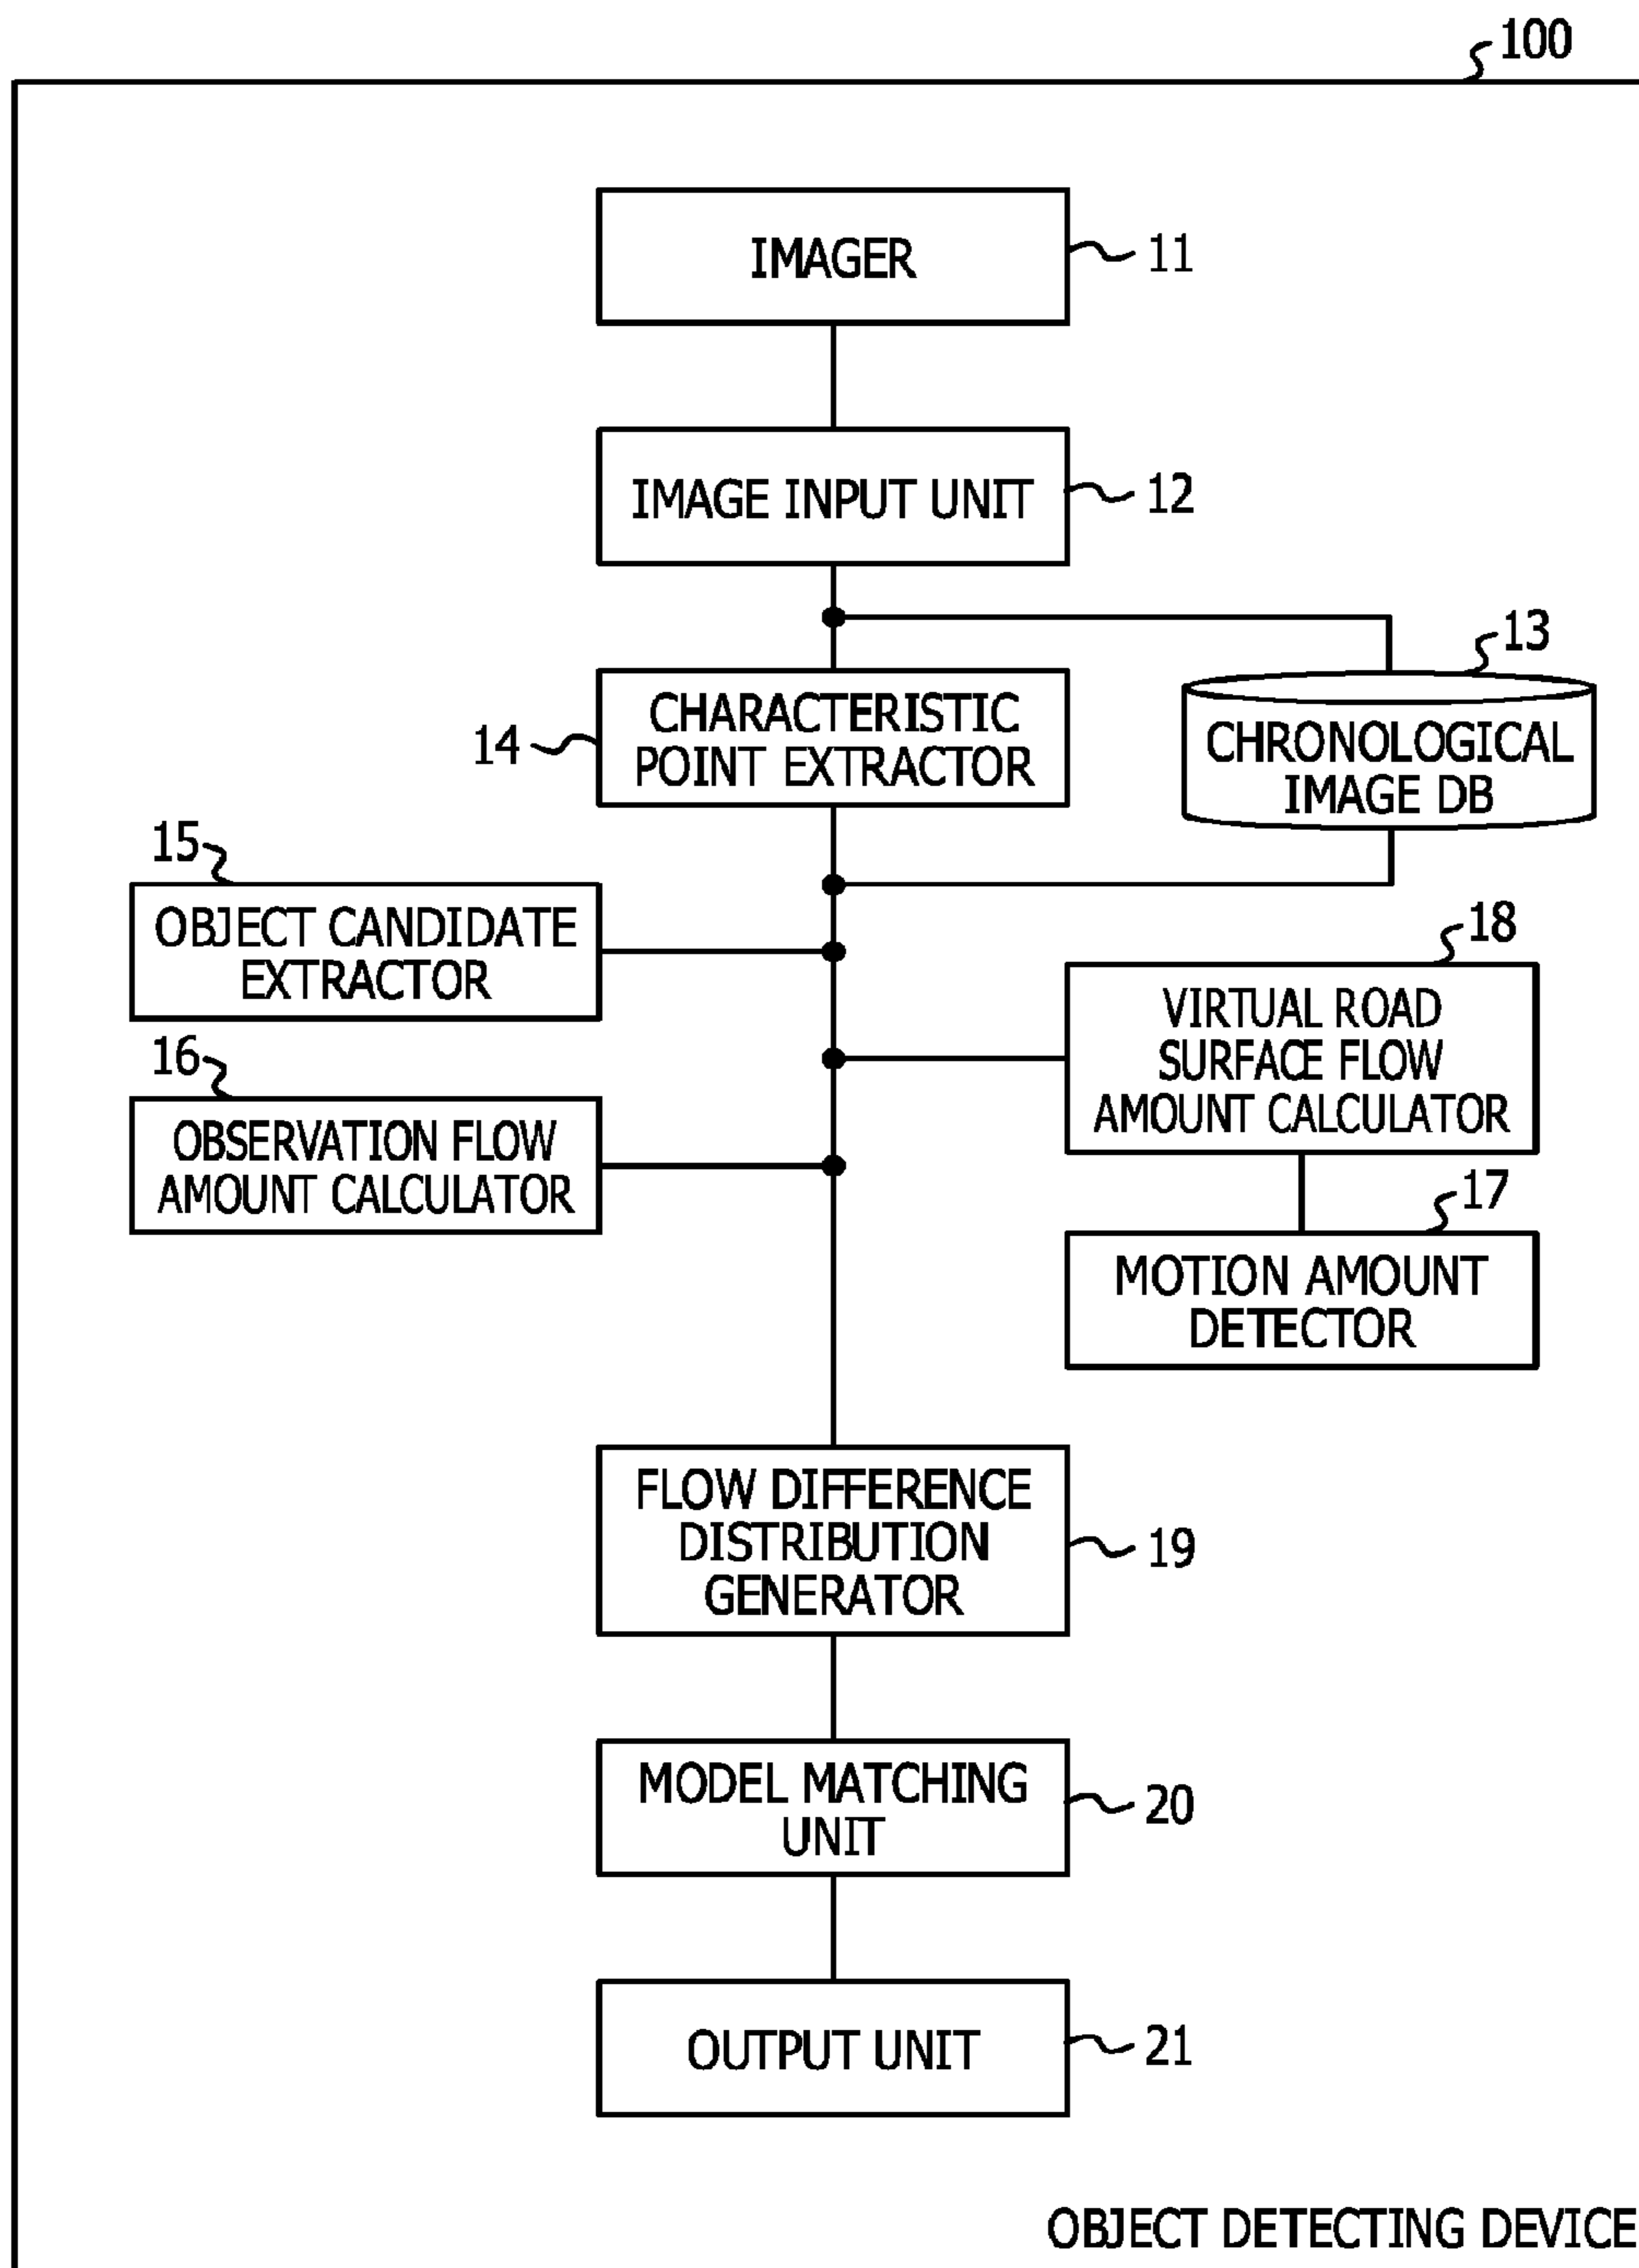 100
IMAGER
11
IMAGE INPUT UNIT
12
13
CHARACTERISTIC
POINT EXTRACTOR
14
CHRONOLOGICAL
IMAGE DB
15
OBJECT CANDIDATE
EXTRACTOR
18
VIRTUAL ROAD
SURFACE FLOW
AMOUNT CALCULATOR
16
OBSERVATION FLOW
AMOUNT CALCULATOR
17
MOTION AMOUNT
DETECTOR
FLOW DIFFERENCE
DISTRIBUTION
GENERATOR
19
MODEL MATCHING
UNIT
20
OUTPUT UNIT
21
OBJECT DETECTING DEVICE